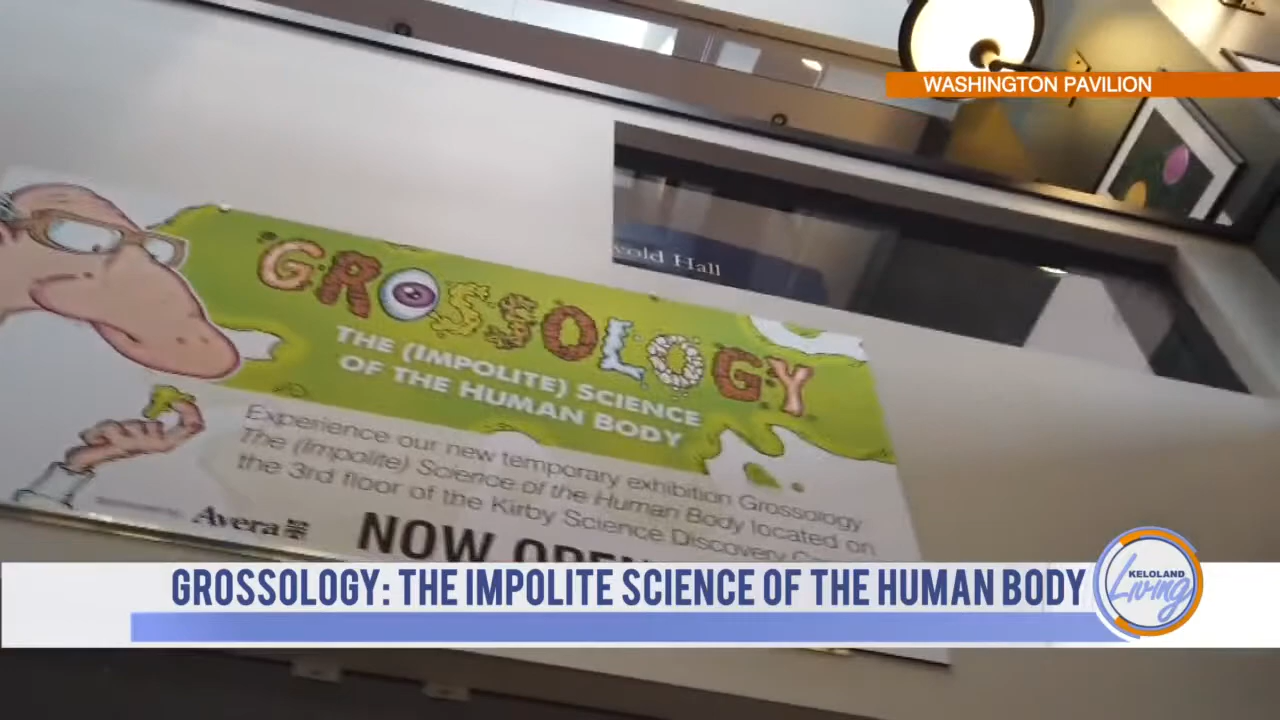 WASHINGTON PAVILION
vold Hall
GROSSOLOGY
THE (IMPOLITE) SCIENCE
OF THE HUMAN BODY
Experience our new temporary exhibition Grossology
The (Impolite) Science of the Human Body located on
the 3rd floor of the Kirby Science Discovery
Avera
NOW OPEN
GROSSOLOGY: THE IMPOLITE SCIENCE OF THE HUMAN BODY
KELOLAND
Living